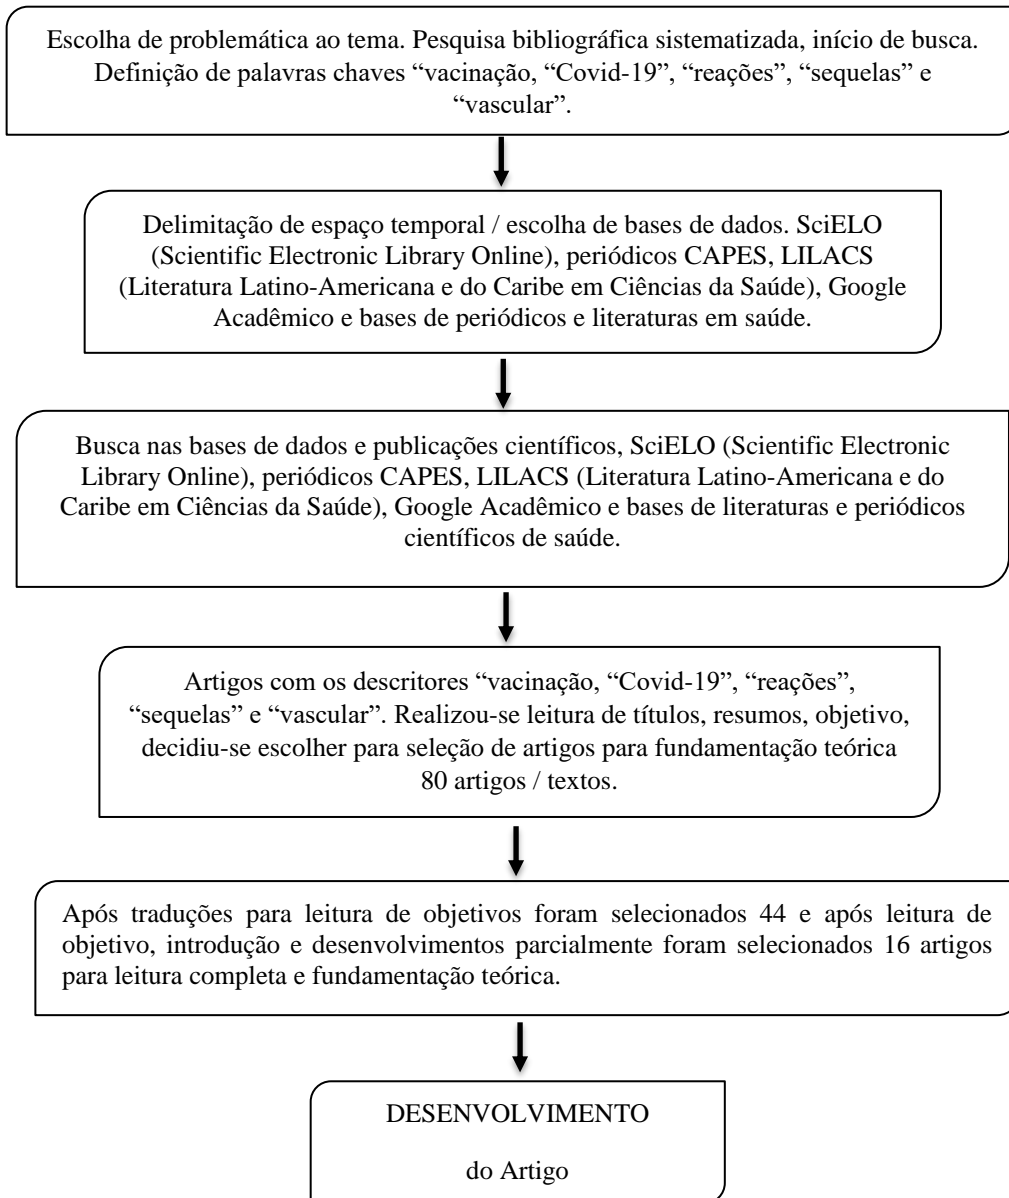 Escolha de problemática ao tema. Pesquisa bibliográfica sistematizada, início de busca.
Definição de palavras chaves “vacinação, “Covid-19”, “reações”, “sequelas” e
“vascular”.
Delimitação de espaço temporal / escolha de bases de dados. SciELO
(Scientific Electronic Library Online), periódicos CAPES, LILACS
(Literatura Latino-Americana e do Caribe em Ciências da Saúde), Google
Acadêmico e bases de periódicos e literaturas em saúde.
Busca nas bases de dados e publicações científicos, SciELO (Scientific Electronic
Library Online), periódicos CAPES, LILACS (Literatura Latino-Americana e do
Caribe em Ciências da Saúde), Google Acadêmico e bases de literaturas e periódicos
científicos de saúde.
Artigos com os descritores “vacinação, “Covid-19”, “reações”,
“sequelas” e “vascular”. Realizou-se leitura de títulos, resumos, objetivo,
decidiu-se escolher para seleção de artigos para fundamentação teórica
80 artigos / textos.
Após traduções para leitura de objetivos foram selecionados 44 e após leitura de
objetivo, introdução e desenvolvimentos parcialmente foram selecionados 16 artigos
para leitura completa e fundamentação teórica.
DESENVOLVIMENTO
do Artigo